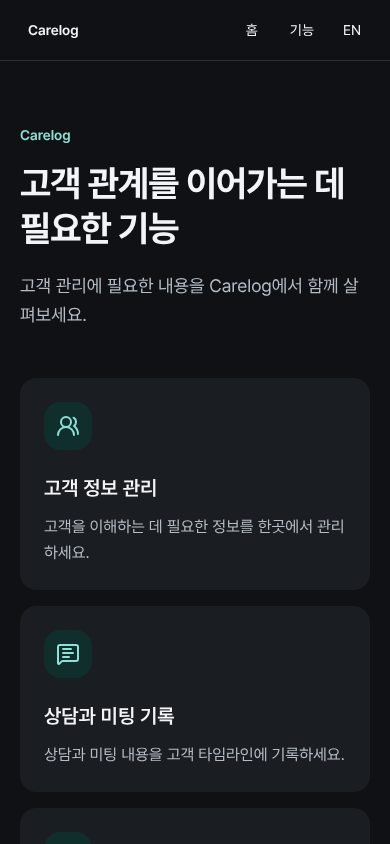 Carelog
홈
기능
EN
Carelog
고객 관계를 이어가는 데
필요한 기능
고객 관리에 필요한 내용을 Carelog에서 함께 살
펴보세요.
고객 정보 관리
고객을 이해하는 데 필요한 정보를 한곳에서 관리
하세요.
상담과 미팅 기록
상담과 미팅 내용을 고객 타임라인에 기록하세요.